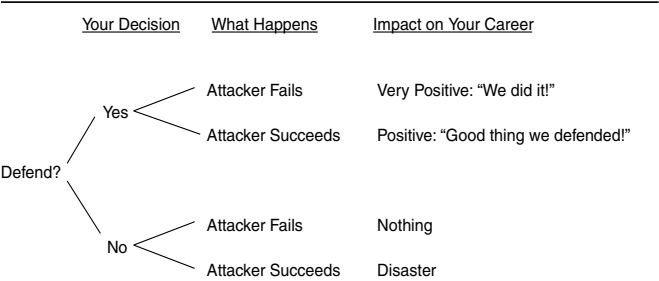 Your Decision What Happens Impact on Your Career
Attacker Fails Very Positive: “We did it!”
Yes
Attacker Succeeds Positive: “Good thing we defended!”
Defend?
Attacker Fails Nothing
No
Attacker Succeeds Disaster